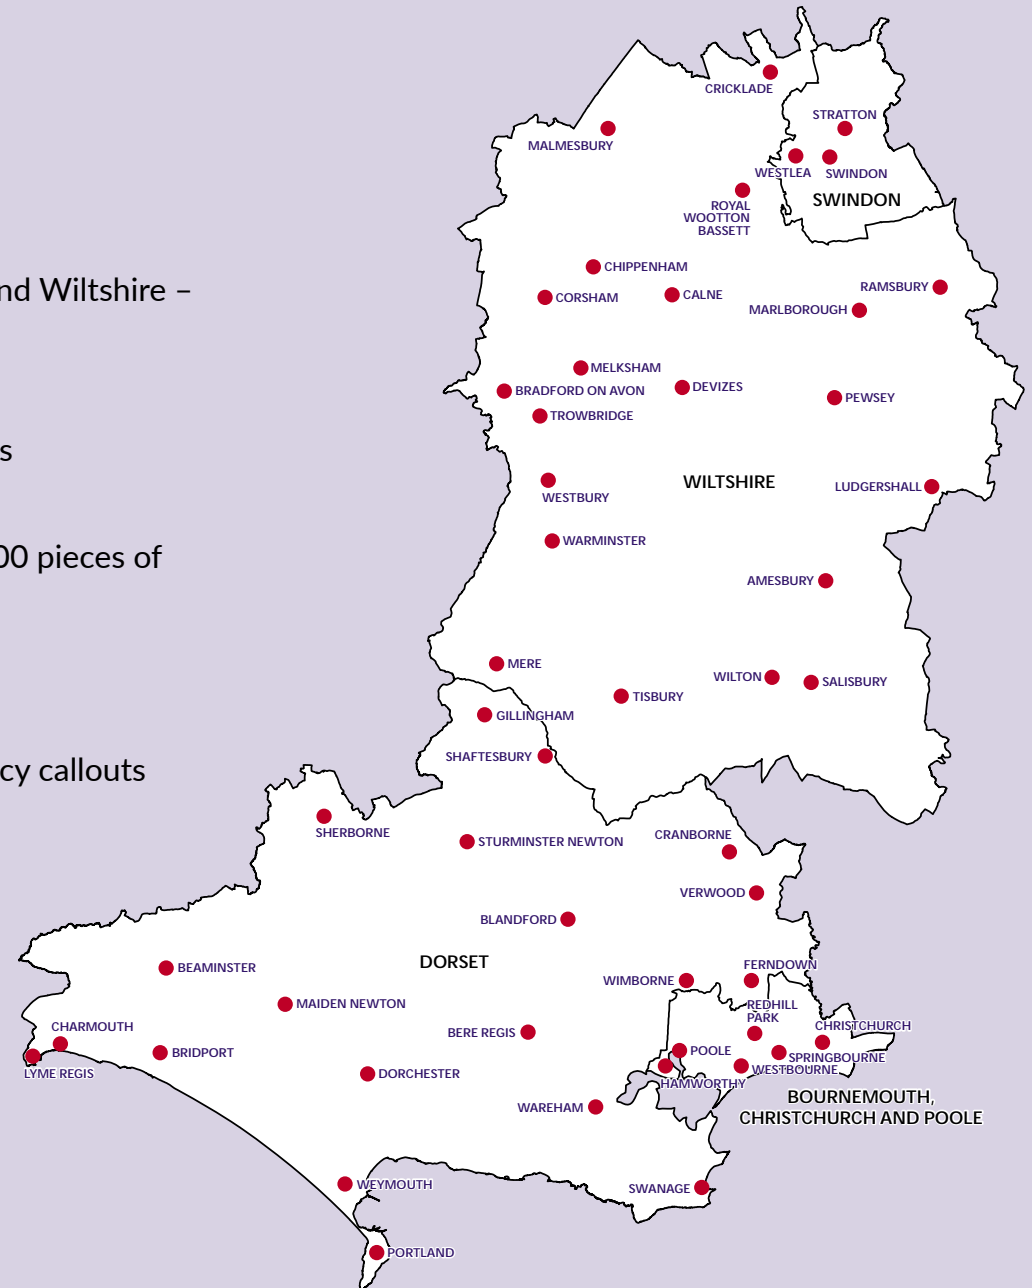 nd Wiltshire –
s
00 pieces of
cy callouts
CRICKLADE
STRATTON
MALMESBURY
WESTLEA
SWINDON
SWINDON
ROYAL
WOOTTON
BASSETT
CHIPPENHAM
CORSHAM
CALNE
RAMSBURY
MARLBOROUGH
MELKSHAM
BRADFORD ON AVON
DEVIZES
PEWSEY
TROWBRIDGE
WILTSHIRE
LUDGERSHALL
WESTBURY
WARMINSTER
AMESBURY
MERE
WILTON
SALISBURY
TISBURY
GILLINGHAM
SHAFTESBURY
SHERBORNE
STURMINSTER NEWTON
CRANBORNE
VERWOOD
BLANDFORD
DORSET
BEAMINSTER
WIMBORNE
FERNDOWN
MAIDEN NEWTON
REDHILL
PARK
CHARMOUTH
BERE REGIS
CHRISTCHURCH
BRIDPORT
POOLE
SPRINGBOURNE
WESTBOURNE
LYME REGIS
DORCHESTER
HAMWORTHY
BOURNEMOUTH,
CHRISTCHURCH AND POOLE
WAREHAM
WEYMOUTH
SWANAGE
PORTLAND